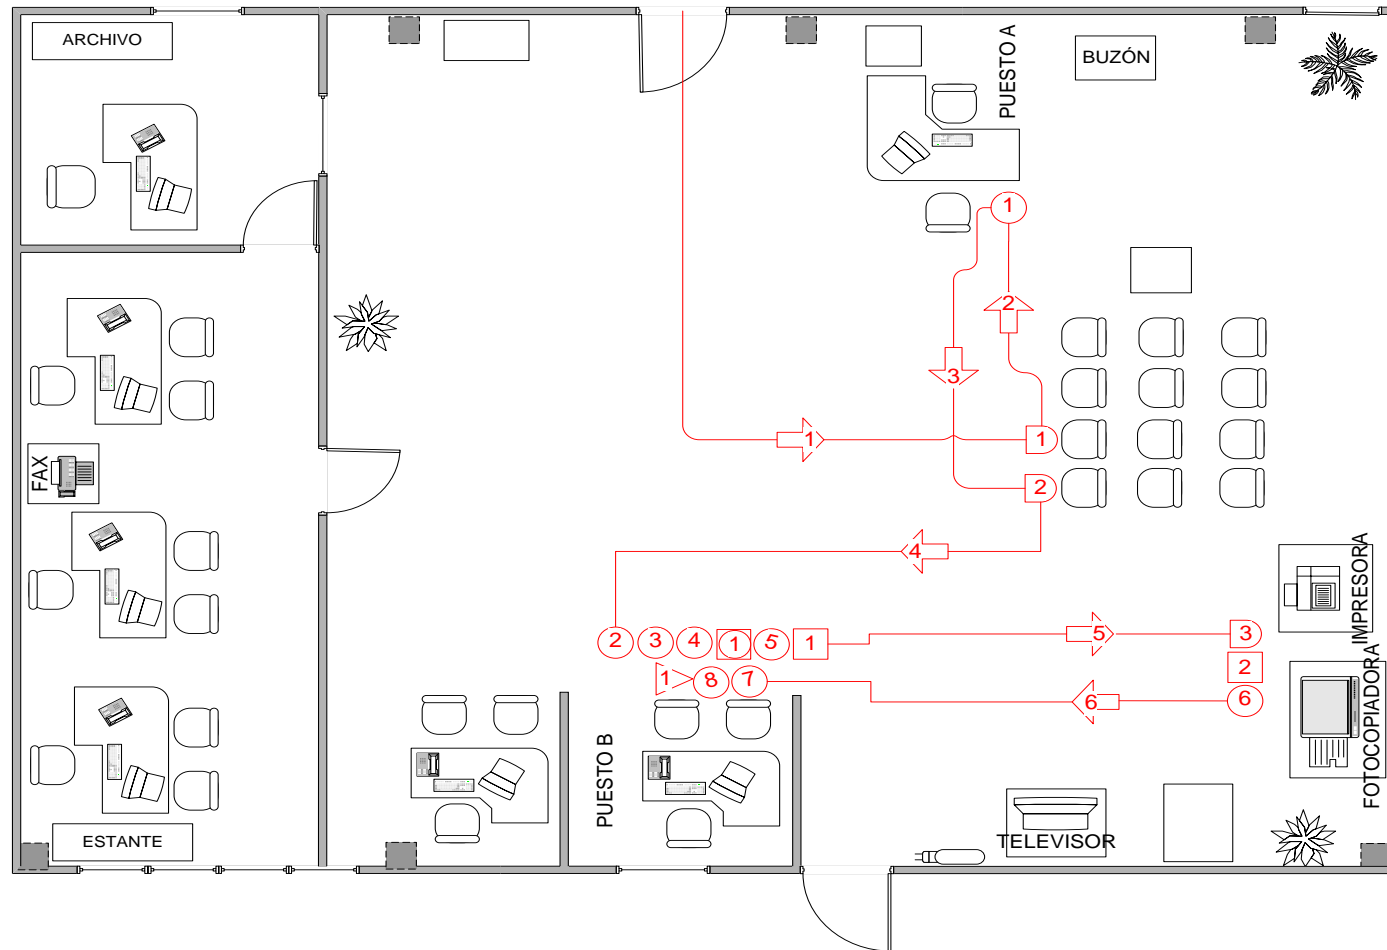 ARCHIVO
PUESTO A
BUZÓN
1
2
3
1
1
2
FAX
4
IMPRESORA
2
3
4
1
5
1
5
3
2
1
8
7
6
6
FOTOCOPIADORA
PUESTO B
ESTANTE
TELEVISOR